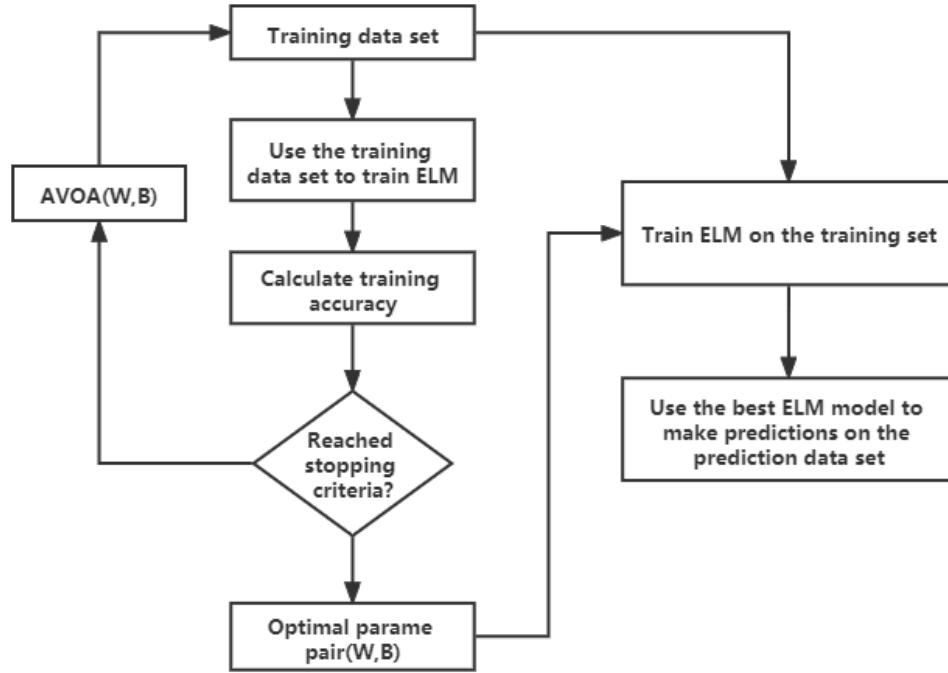 Training data set
Use the training
data set to train ELM
AVOA(W,B)
Train ELM on the training set
Calculate training
accuracy
Use the best ELM model to
make predictions on the
prediction data set
Reached
stopping
criteria?
Optimal parame
pair(W,B)